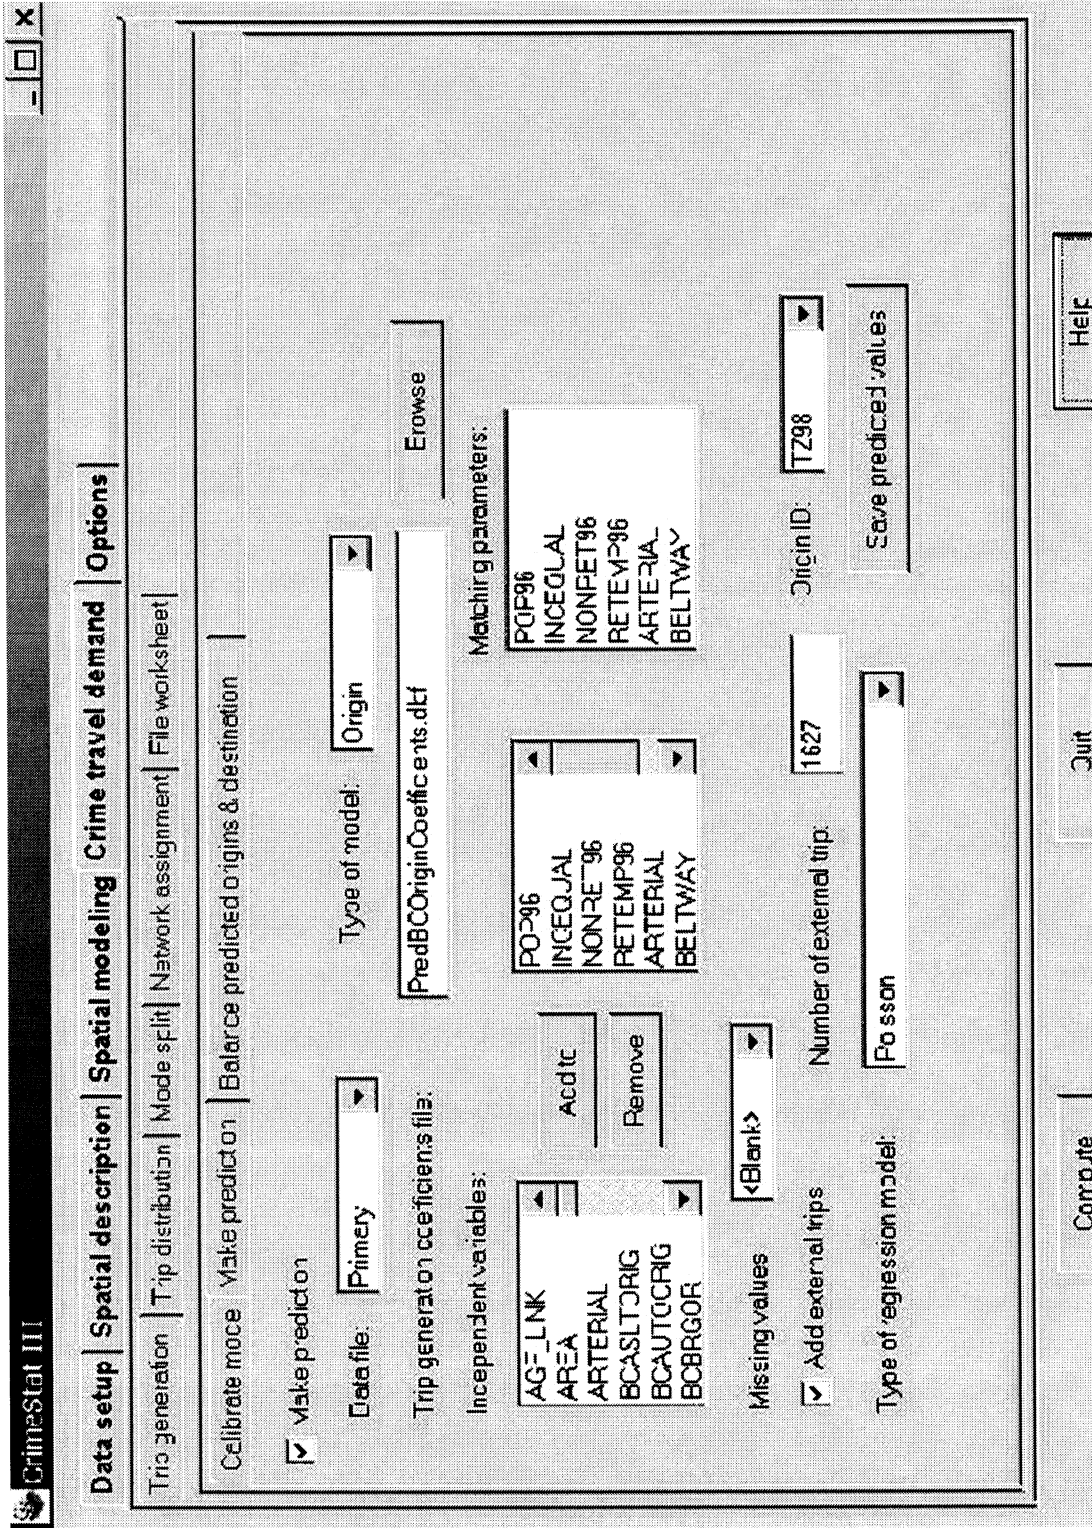 CrimeStat III
Data setup Spatial description Spatial modeling Crime travel demand Options
Trip generation Trip distribution Mode split Network assignment File worksheet
Calibrate mode Make prediction Balance predicted origins & destination
Make prediction
Data file: Primary Type of model: Origin
Trip generation coefficients file: PredBCOriginCoefficents.dbf Browse
Independent variables: Matching parameters:
AGF_LNK POP96 POP96
AREA Add to INCEQUAL INCEQUAL
ARTERIAL NONRET96 NONRET96
BCASLTORIG Remove RETEMP96 RETEMP96
BCAUTOORIG ARTERIAL ARTERIAL
BCBRGOR BELTWAY BELTWAY
Missing values <Blank>
Add external trips Number of external trip: 1627 Origin ID: TZ98
Type of regression model: Poisson Save predicted values
Compute Quit Help